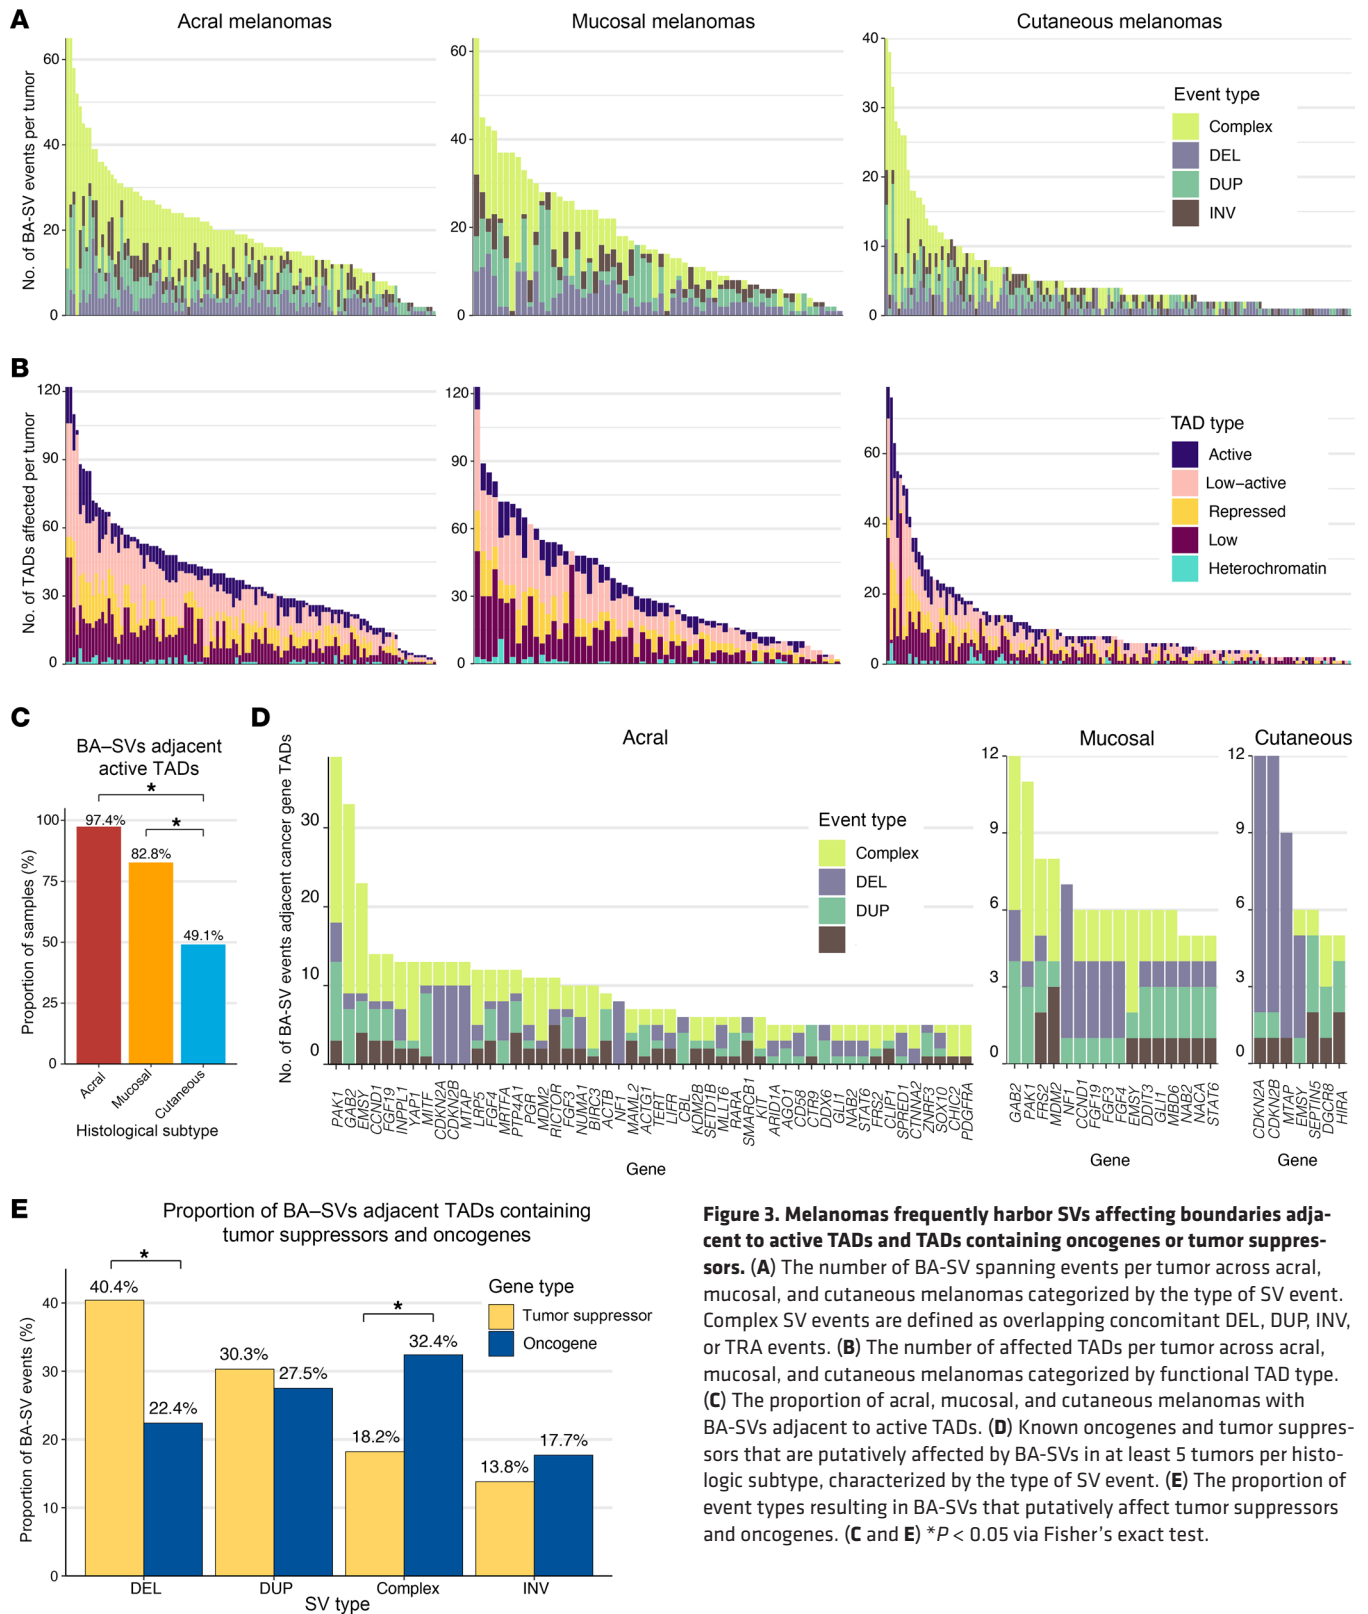 A
Acral melanomas
Mucosal melanomas
Cutaneous melanomas
No. of BA-SV events per tumor
60
40
20
0
60
40
20
0
40
30
20
10
0
Event type
Complex
DEL
DUP
INV
B
No. of TADs affected per tumor
120
90
60
30
0
120
90
60
30
0
60
40
20
0
TAD type
Active
Low–active
Repressed
Low
Heterochromatin
C
BA–SVs adjacent
active TADs
*
*
Proportion of samples (%)
100
75
50
25
0
97.4%
82.8%
49.1%
Acral
Mucosal
Cutaneous
Histological subtype
D
Acral
Mucosal
Cutaneous
No. of BA-SV events adjacent cancer gene TADs
30
20
10
0
Event type
Complex
DEL
DUP
PAK1
GAB2
EMSY
CCND1
FGF19
INPPL1
YAP1
MITF
CDKN2A
CDKN2B
MTAP
LRP5
FGF4
MRTFA
PTP4A1
PGR
MDM2
RICTOR
FGF3
NUMA1
BIRC3
ACTB
NF1
MAML2
ACTG1
TET1
LIFR
CBL
KDM2B
SETD1B
MLLT6
RARA
SMARCB1
KIT
ARID1A
AGO1
CD58
CTR9
DDX6
GLI1
NAB2
STAT6
FRS2
CLIP1
SPRED1
CTNNA2
ZNRF3
SOX10
CHIC2
PDGFRA
Gene
12
9
6
3
0
GAB2
PAK1
FRS2
MDM2
NF1
CCND1
FGF19
FGF3
FGF4
EMSY
DDIT3
GLI1
MBD6
NAB2
NACA
STAT6
Gene
12
9
6
3
0
CDKN2A
CDKN2B
MTAP
EMSY
SEPTIN5
DGCR8
HIRA
Gene
E
Proportion of BA–SVs adjacent TADs containing
tumor suppressors and oncogenes
Proportion of BA–SV events (%)
40
30
20
10
0
*
*
40.4%
22.4%
30.3%
27.5%
18.2%
32.4%
13.8%
17.7%
Gene type
Tumor suppressor
Oncogene
DEL
DUP
Complex
INV
SV type
Figure 3. Melanomas frequently harbor SVs affecting boundaries adja-
cent to active TADs and TADs containing oncogenes or tumor suppres-
sors. (A) The number of BA-SV spanning events per tumor across acral,
mucosal, and cutaneous melanomas categorized by the type of SV event.
Complex SV events are defined as overlapping concomitant DEL, DUP, INV,
or TRA events. (B) The number of affected TADs per tumor across acral,
mucosal, and cutaneous melanomas categorized by functional TAD type.
(C) The proportion of acral, mucosal, and cutaneous melanomas with
BA-SVs adjacent to active TADs. (D) Known oncogenes and tumor suppres-
sors that are putatively affected by BA-SVs in at least 5 tumors per histo-
logic subtype, characterized by the type of SV event. (E) The proportion of
event types resulting in BA-SVs that putatively affect tumor suppressors
and oncogenes. (C and E) *P < 0.05 via Fisher's exact test.